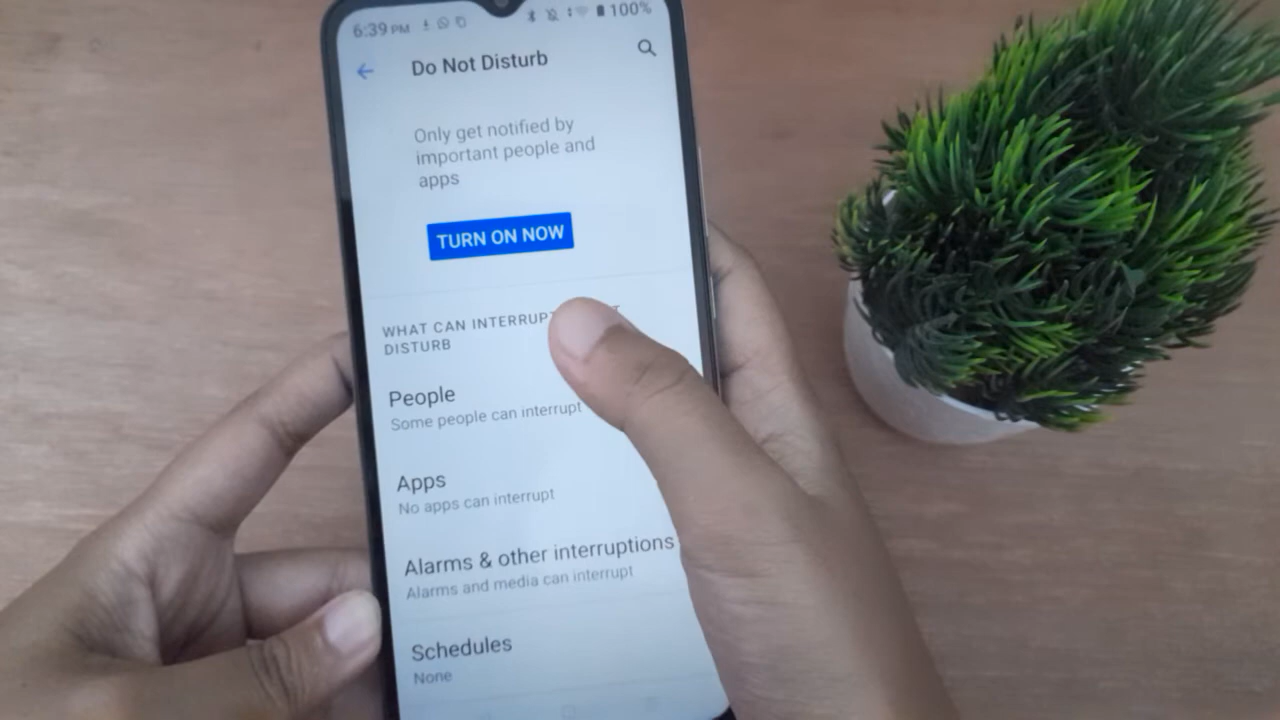 6:39 PM 100%
Do Not Disturb
Only get notified by
important people and
apps
TURN ON NOW
WHAT CAN INTERRUPT
DISTURB
People
Some people can interrupt
Apps
No apps can interrupt
Alarms & other interruptions
Alarms and media can interrupt
Schedules
None